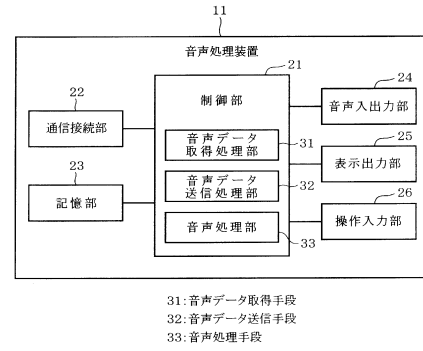 11
音声処理装置
21
制御部
22
通信接続部
23
記憶部
音声データ
取得処理部
31
音声データ
送信処理部
32
音声処理部
33
24
音声入出力部
25
表示出力部
26
操作入力部
31:音声データ取得手段
32:音声データ送信手段
33:音声処理手段